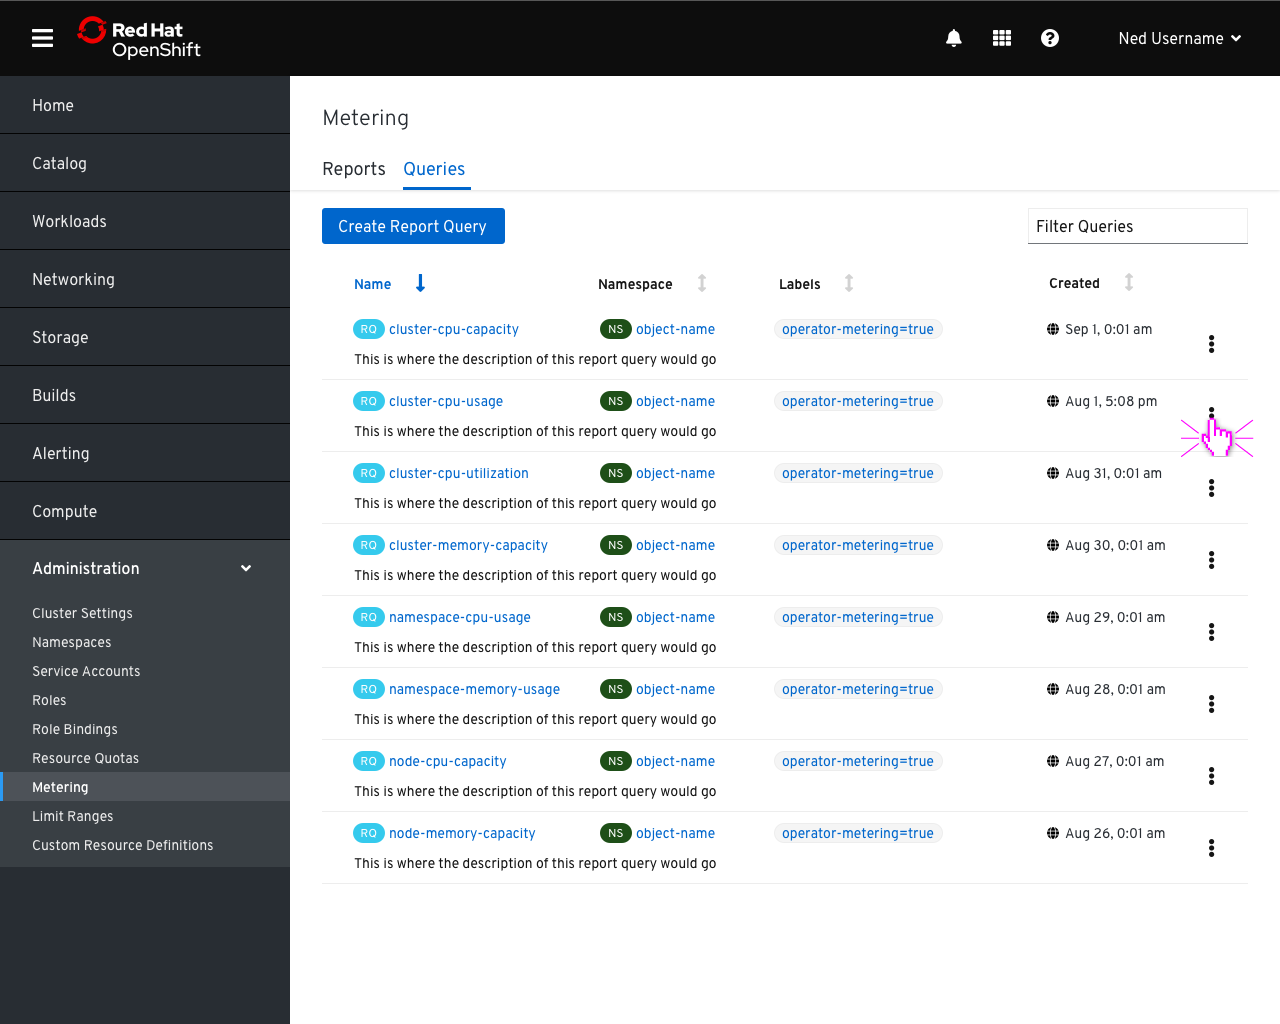 Red Hat
OpenShift
Ned Username
Home
Catalog
Workloads
Networking
Storage
Builds
Alerting
Compute
Administration
Cluster Settings
Namespaces
Service Accounts
Roles
Role Bindings
Resource Quotas
Metering
Limit Ranges
Custom Resource Definitions
Metering
Reports Queries
Create Report Query Filter Queries
Name Namespace Labels Created
RQ cluster-cpu-capacity NS object-name operator-metering=true Sep 1, 0:01 am
This is where the description of this report query would go
RQ cluster-cpu-usage NS object-name operator-metering=true Aug 1, 5:08 pm
This is where the description of this report query would go
RQ cluster-cpu-utilization NS object-name operator-metering=true Aug 31, 0:01 am
This is where the description of this report query would go
RQ cluster-memory-capacity NS object-name operator-metering=true Aug 30, 0:01 am
This is where the description of this report query would go
RQ namespace-cpu-usage NS object-name operator-metering=true Aug 29, 0:01 am
This is where the description of this report query would go
RQ namespace-memory-usage NS object-name operator-metering=true Aug 28, 0:01 am
This is where the description of this report query would go
RQ node-cpu-capacity NS object-name operator-metering=true Aug 27, 0:01 am
This is where the description of this report query would go
RQ node-memory-capacity NS object-name operator-metering=true Aug 26, 0:01 am
This is where the description of this report query would go